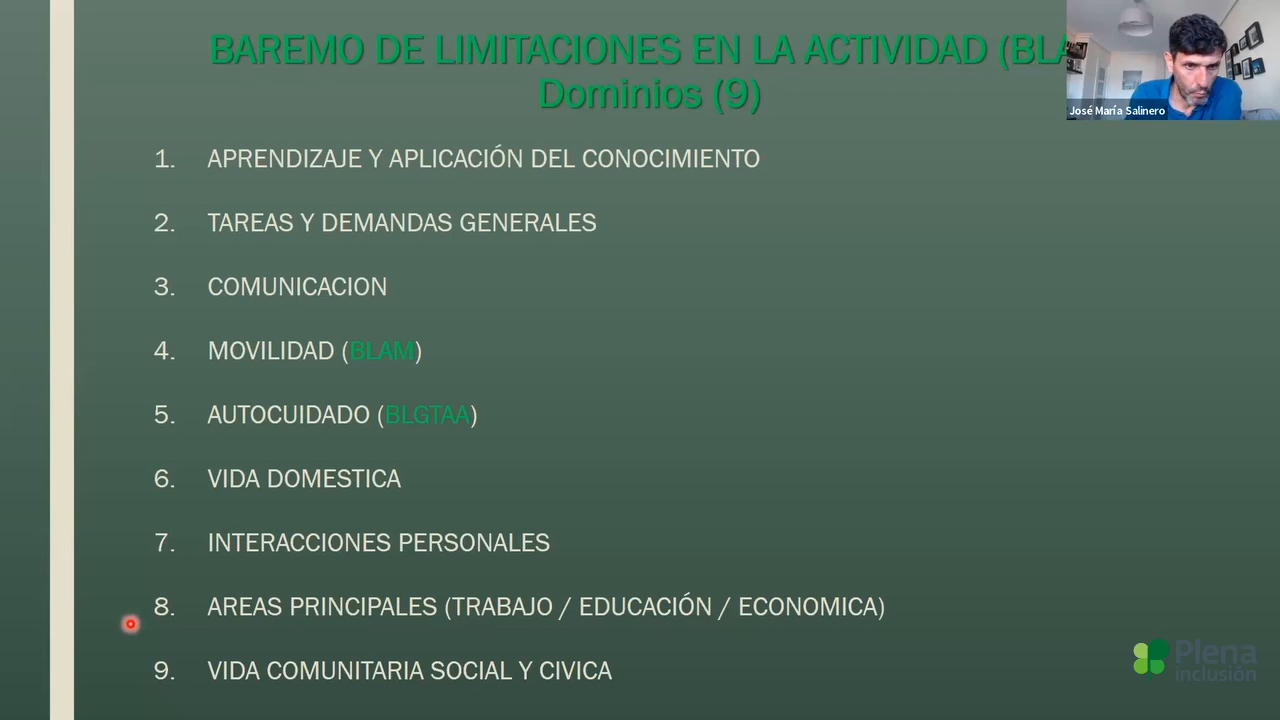 BAREMO DE LIMITACIONES EN LA ACTIVIDAD (BLA
Dominios (9)
José María Salinero
1. APRENDIZAJE Y APLICACIÓN DEL CONOCIMIENTO
2. TAREAS Y DEMANDAS GENERALES
3. COMUNICACION
4. MOVILIDAD (BLAM)
5. AUTOCUIDADO (BLGTAA)
6. VIDA DOMESTICA
7. INTERACCIONES PERSONALES
8. AREAS PRINCIPALES (TRABAJO / EDUCACIÓN / ECONOMICA)
9. VIDA COMUNITARIA SOCIAL Y CIVICA
Plena
inclusión